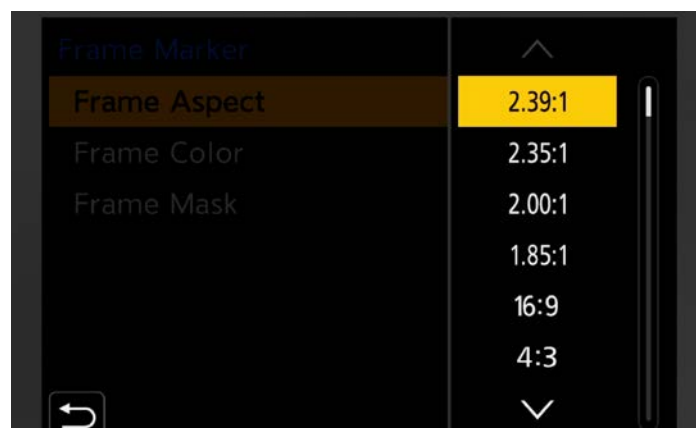 Frame Marker
Frame Aspect
Frame Color
Frame Mask
2.39:1
2.35:1
2.00:1
1.85:1
16:9
4:3